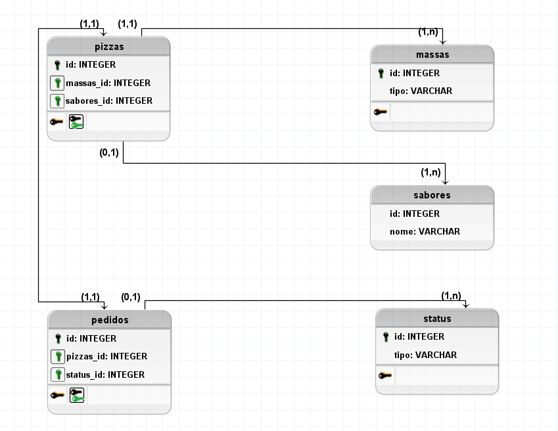 (1,1)
(1,1)
pizzas
id: INTEGER
massas_id: INTEGER
sabores_id: INTEGER
(1,n)
massas
id: INTEGER
tipo: VARCHAR
(0,1)
(1,n)
sabores
id: INTEGER
nome: VARCHAR
(1,1)
(0,1)
pedidos
id: INTEGER
pizzas_id: INTEGER
status_id: INTEGER
(1,n)
status
id: INTEGER
tipo: VARCHAR